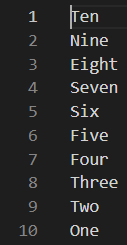 1 Ten
2 Nine
3 Eight
4 Seven
5 Six
6 Five
7 Four
8 Three
9 Two
10 One